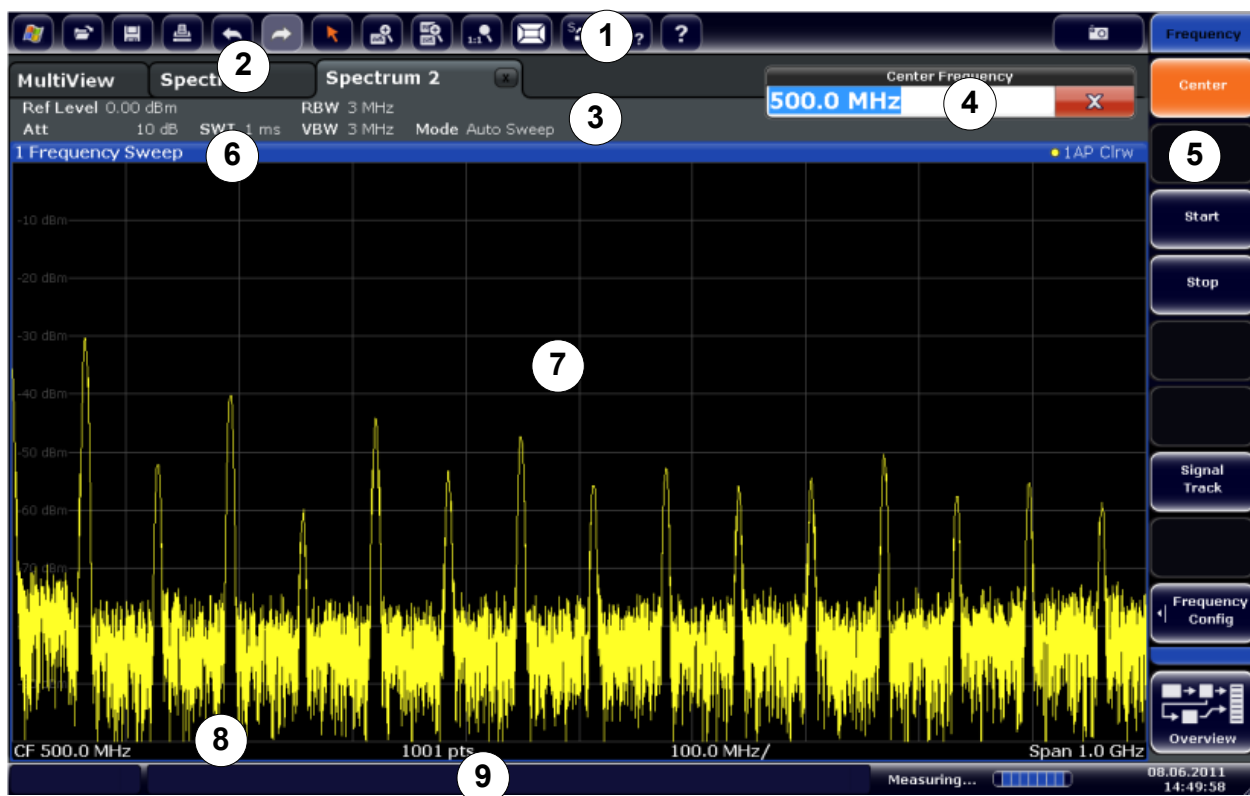 1:1
S
?
?
1
Frequency
MultiView
Spect
2
Spectrum 2
x
Center Frequency
500.0 MHz
4
X
Center
Ref Level 0.00 dBm
RBW 3 MHz
3
Att 10 dB SWT 1 ms VBW 3 MHz Mode Auto Sweep
1 Frequency Sweep
6
1AP Clrw
5
Start
Stop
-10 dBm
-20 dBm
-30 dBm
7
-40 dBm
-50 dBm
-60 dBm
Signal
Track
Frequency
Config
Overview
8
CF 500.0 MHz 1001 pts 100.0 MHz/ Span 1.0 GHz
9
Measuring...
08.06.2011
14:49:58